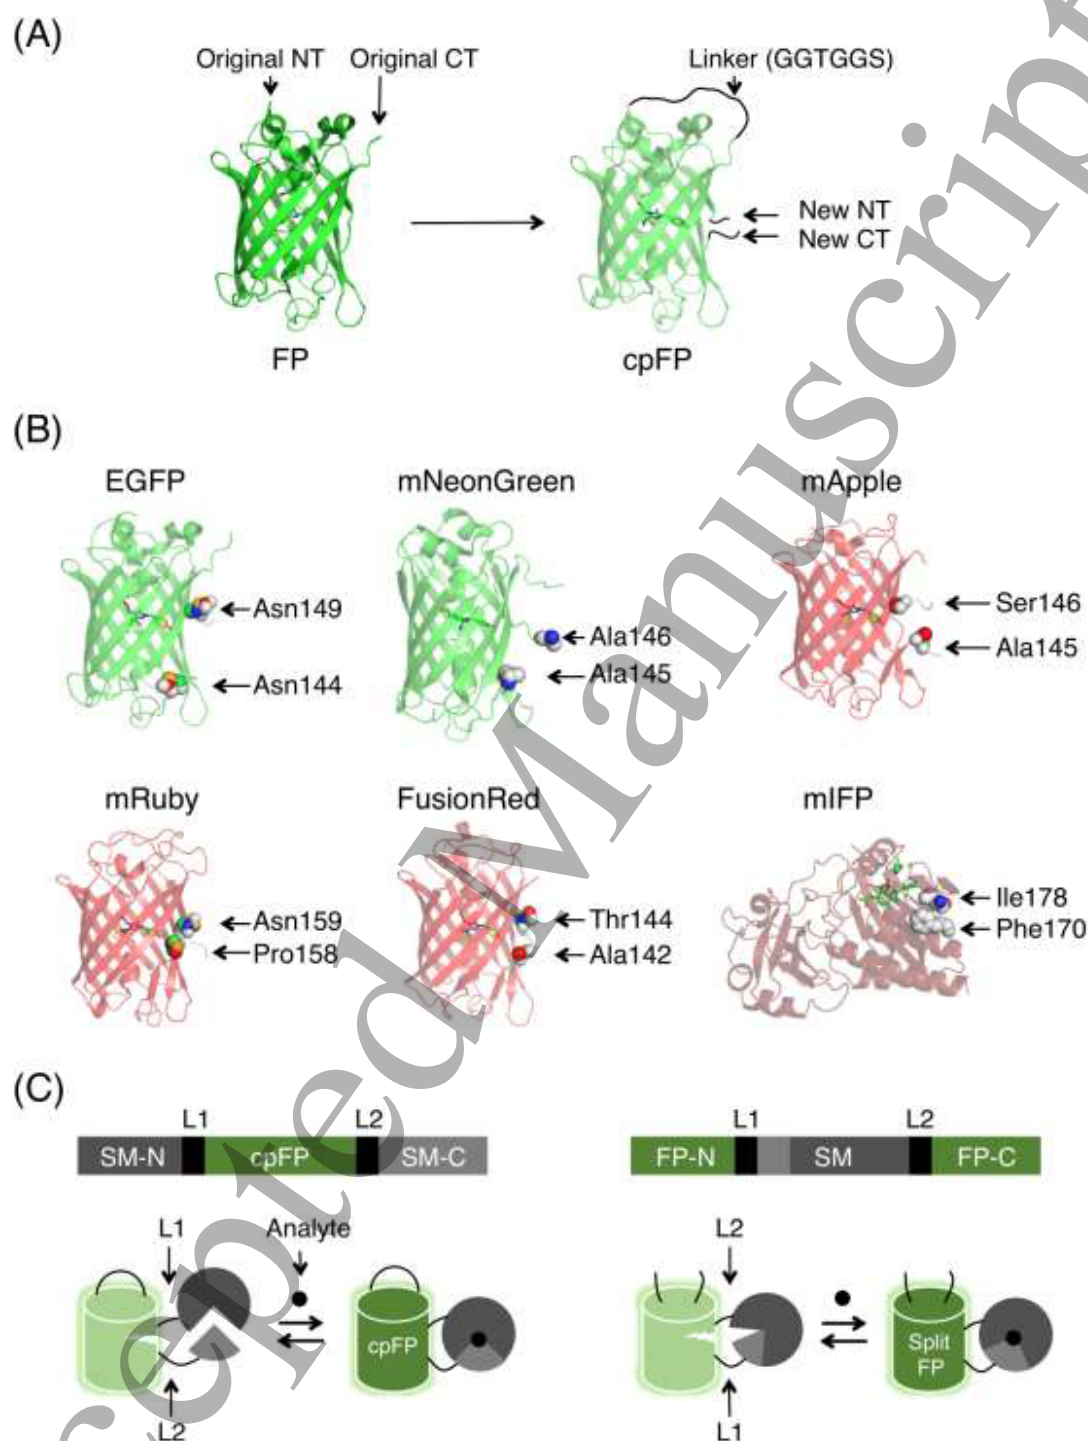 (A)
Original NT Original CT Linker (GGTGGS)
New NT
New CT
FP cpFP
(B)
EGFP mNeonGreen mApple
Asn149 Ala146 Ser146
Asn144 Ala145 Ala145
mRuby FusionRed mIFP
Asn159 Thr144 Ile178
Pro158 Ala142 Phe170
(C)
L1 L2 L1 L2
SM-N cpFP SM-C FP-N SM FP-C
L1 Analyte L2
cpFP Split
FP
L2 L1
Accepted Manuscript